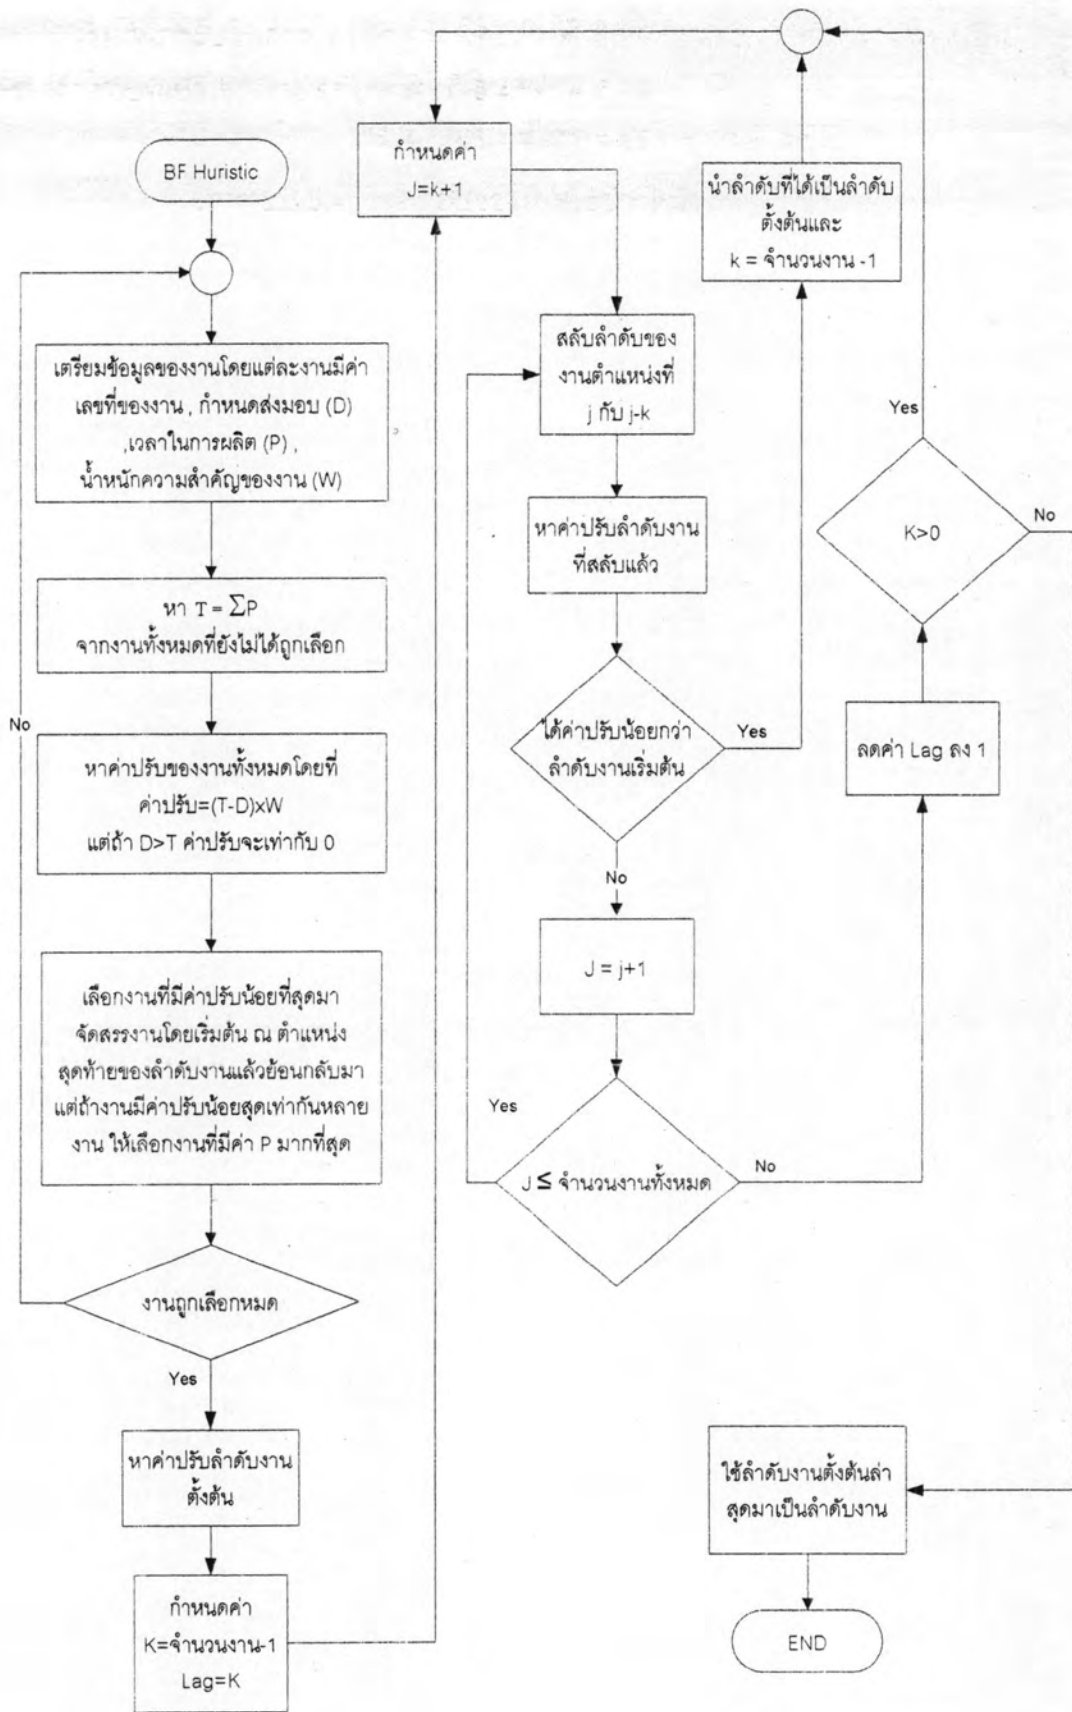 BF Huristic
เตรียมข้อมูลของงานโดยแต่ละงานมีค่า
เลขที่ของงาน , กำหนดส่งมอบ (D)
,เวลาในการผลิต (P) ,
น้ำหนักความสำคัญของงาน (W)
หา T = ∑P
จากงานทั้งหมดที่ยังไม่ได้ถูกเลือก
No
หาค่าปรับของงานทั้งหมดโดยที่
ค่าปรับ=(T-D)xW
แต่ถ้า D>T ค่าปรับจะเท่ากับ 0
เลือกงานที่มีค่าปรับน้อยที่สุดมา
จัดสรรงานโดยเริ่มต้น ณ ตำแหน่ง
สุดท้ายของลำดับงานแล้วย้อนกลับมา
แต่ถ้างานมีค่าปรับน้อยสุดเท่ากันหลาย
งาน ให้เลือกงานที่มีค่า P มากที่สุด
งานถูกเลือกหมด
Yes
หาค่าปรับลำดับงาน
ตั้งต้น
กำหนดค่า
K=จำนวนงาน-1
Lag=K
กำหนดค่า
J=k+1
สลับลำดับของ
งานตำแหน่งที่
j กับ j-k
หาค่าปรับลำดับงาน
ที่สลับแล้ว
ได้ค่าปรับน้อยกว่า
ลำดับงานเริ่มต้น
Yes
No
J = j+1
Yes
J ≤ จำนวนงานทั้งหมด
No
นำลำดับที่ได้เป็นลำดับ
ตั้งต้นและ
k = จำนวนงาน -1
Yes
K>0
No
ลดค่า Lag ลง 1
ใช้ลำดับงานตั้งต้นล่า
สุดมาเป็นลำดับงาน
END